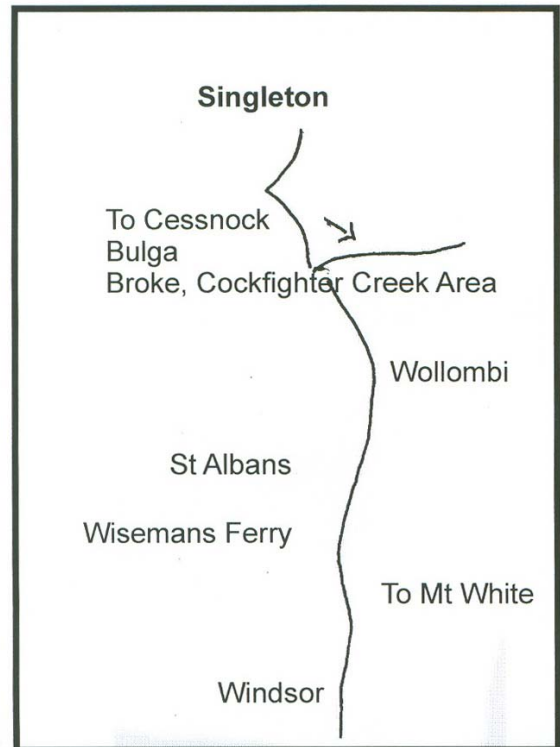 Singleton
To Cessnock
Bulga
Broke, Cockfighter Creek Area
Wollombi
St Albans
Wisemans Ferry
To Mt White
Windsor